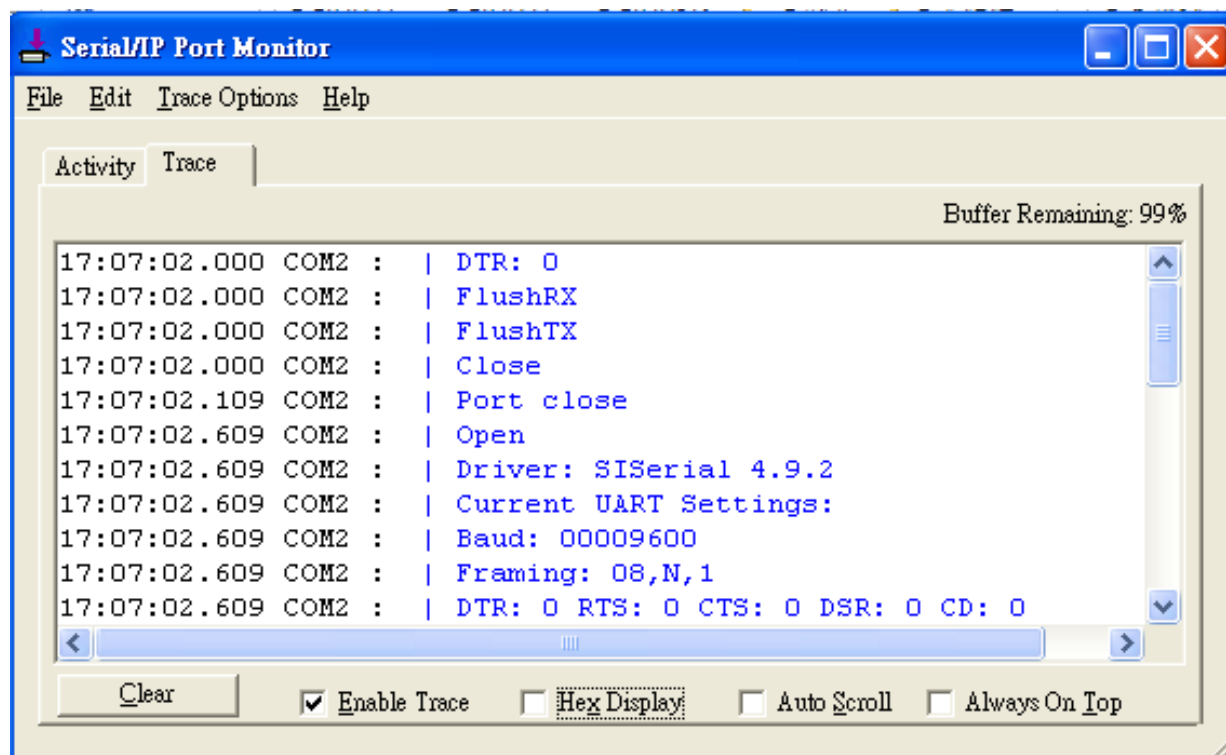 Serial/IP Port Monitor
File Edit Trace Options Help
Activity Trace
Buffer Remaining: 99%
17:07:02.000 COM2 : | DTR: 0
17:07:02.000 COM2 : | FlushRX
17:07:02.000 COM2 : | FlushTX
17:07:02.000 COM2 : | Close
17:07:02.109 COM2 : | Port close
17:07:02.609 COM2 : | Open
17:07:02.609 COM2 : | Driver: SISerial 4.9.2
17:07:02.609 COM2 : | Current UART Settings:
17:07:02.609 COM2 : | Baud: 00009600
17:07:02.609 COM2 : | Framing: 08,N,1
17:07:02.609 COM2 : | DTR: 0 RTS: 0 CTS: 0 DSR: 0 CD: 0
Clear Enable Trace Hex Display Auto Scroll Always On Top